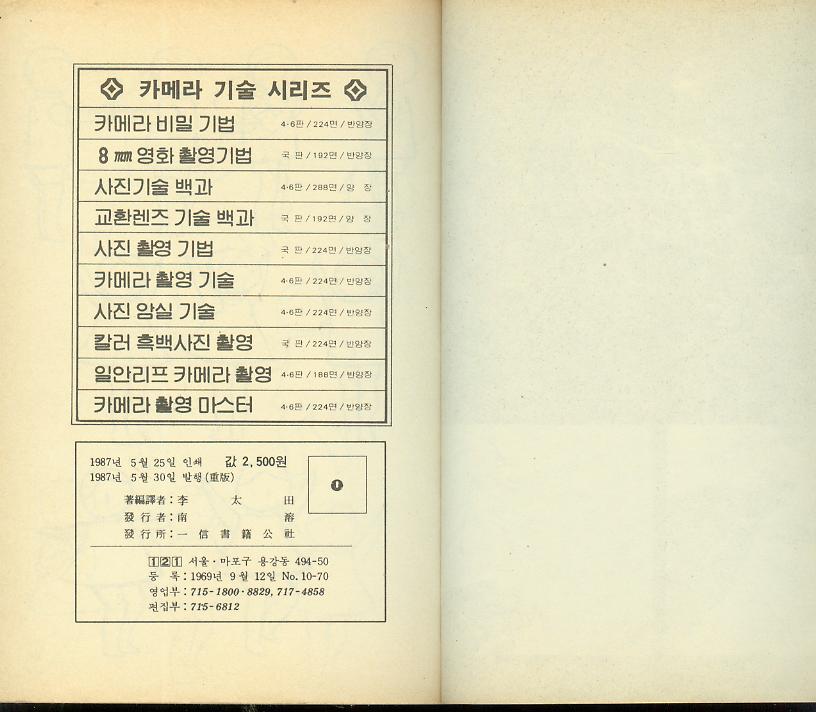 카메라 기술 시리즈
카메라 비밀 기법 4·6판/224면/반양장
8㎜ 영화 촬영기법 국 판/192면/반양장
사진기술 백과 4·6판/288면/양 장
교환렌즈 기술 백과 국 판/192면/양 장
사진 촬영 기법 국 판/224면/반양장
카메라 촬영 기술 4·6판/224면/반양장
사진 암실 기술 4·6판/224면/반양장
칼러 흑백사진 촬영 국 판/224면/반양장
일안리프 카메라 촬영 4·6판/188면/반양장
카메라 촬영 마스터 4·6판/224면/반양장
1987년 5월 25일 인쇄 값 2,500원
1987년 5월 30일 발행(重版)
著編譯者:李 太 田
發 行 者:南 溶
發 行 所:一 信 書 籍 公 社
121 서울·마포구 용강동 494-50
등 록:1969년 9월 12일 No.10-70
영업부:715-1800·8829, 717-4858
편집부:715-6812